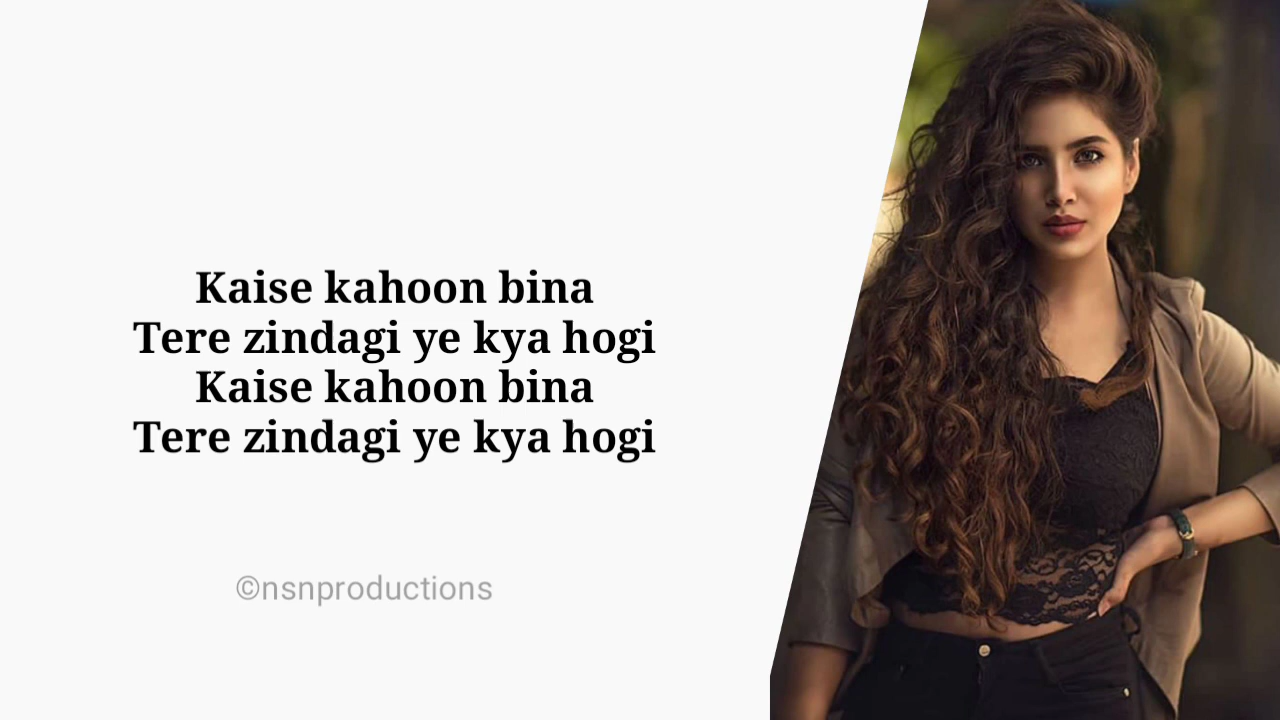 Kaise kahoon bina
Tere zindagi ye kya hogi
Kaise kahoon bina
Tere zindagi ye kya hogi
©nsnproductions